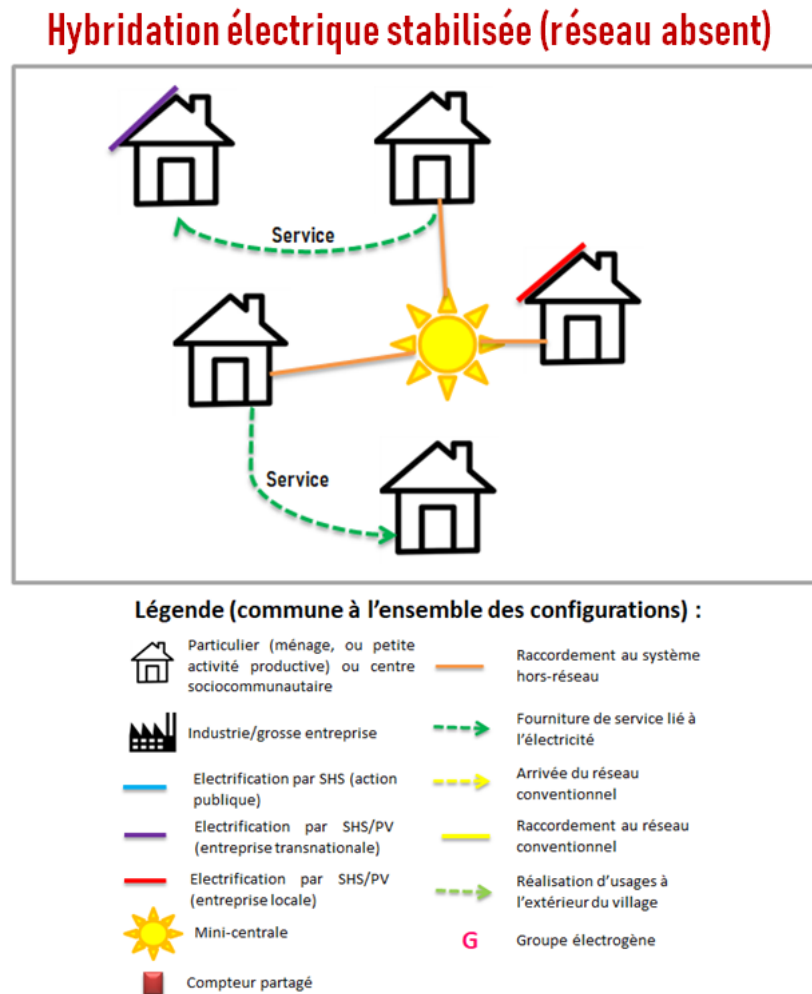 Hybridation électrique stabilisée (réseau absent)
Service
Service
Légende (commune à l'ensemble des configurations) :
Particulier (ménage, ou petite
activité productive) ou centre
sociocommunautaire
Industrie/grosse entreprise
Electrification par SHS (action
publique)
Electrification par SHS/PV
(entreprise transnationale)
Electrification par SHS/PV
(entreprise locale)
Mini-centrale
Compteur partagé
Raccordement au système
hors-réseau
Fourniture de service lié à
l'électricité
Arrivée du réseau
conventionnel
Raccordement au réseau
conventionnel
Réalisation d'usages à
l'extérieur du village
G Groupe électrogène